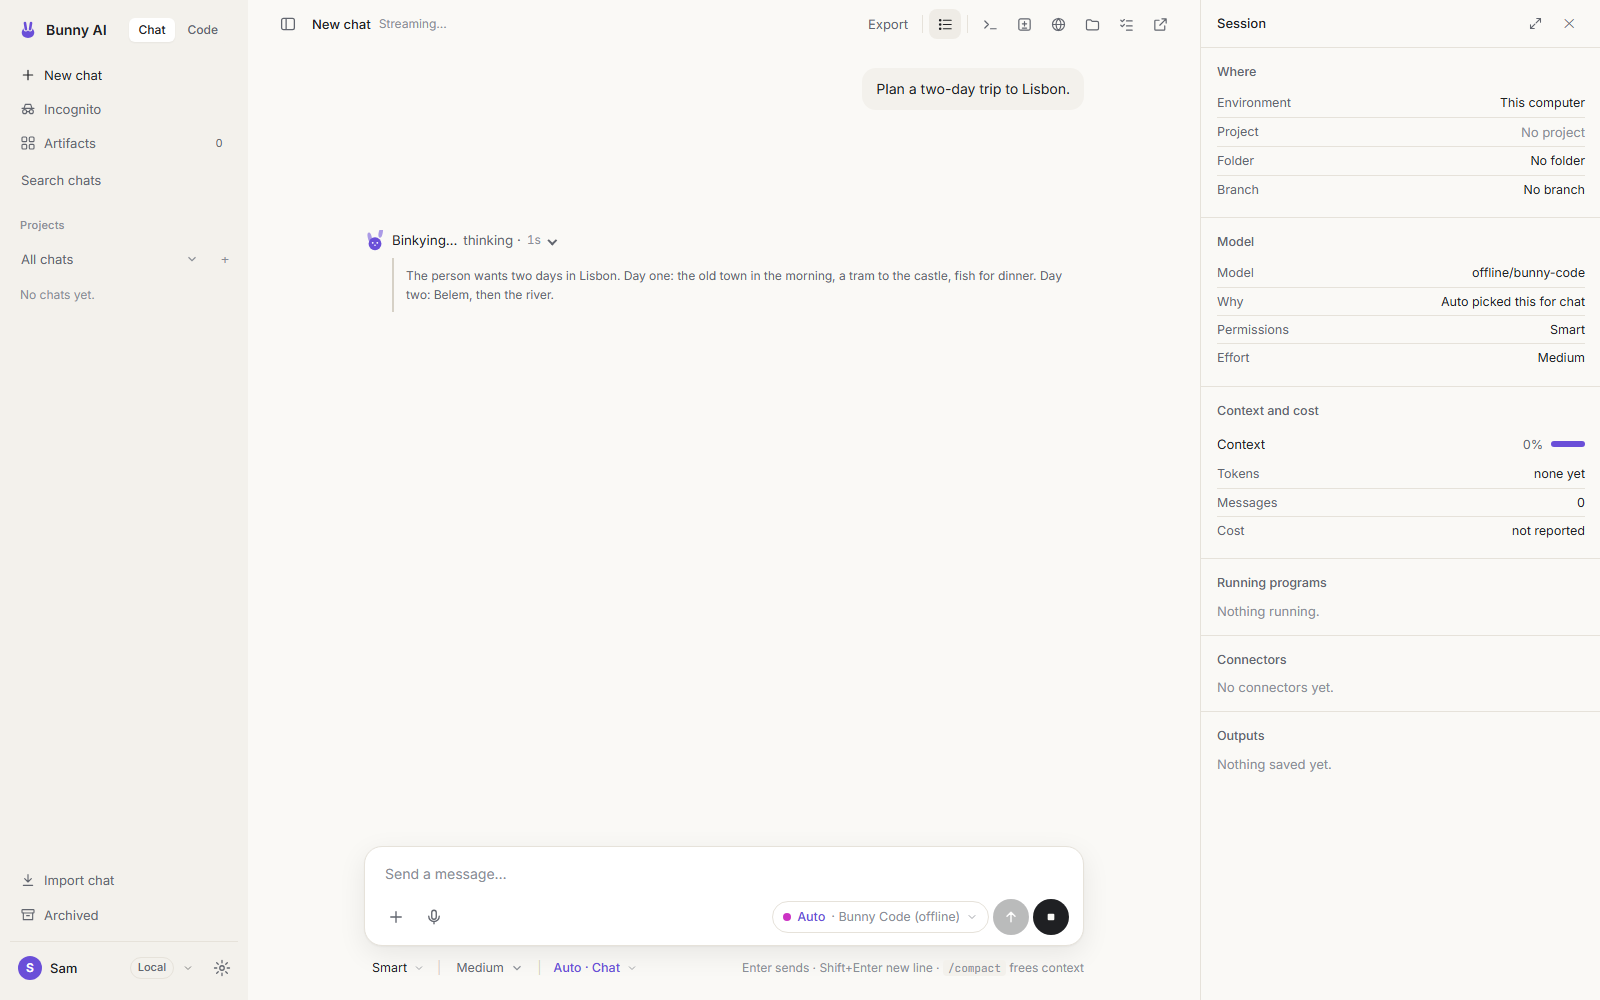 Bunny AI
Chat
Code
New chat
Incognito
Artifacts
0
Search chats
Projects
All chats
+
No chats yet.
Import chat
Archived
S
Sam
Local
New chat
Streaming...
Export
Plan a two-day trip to Lisbon.
Binkying... thinking · 1s
The person wants two days in Lisbon. Day one: the old town in the morning, a tram to the castle, fish for dinner. Day
two: Belem, then the river.
Send a message...
Auto · Bunny Code (offline)
Smart
Medium
Auto · Chat
Enter sends · Shift+Enter new line · /compact frees context
Session
Where
Environment This computer
Project No project
Folder No folder
Branch No branch
Model
Model offline/bunny-code
Why Auto picked this for chat
Permissions Smart
Effort Medium
Context and cost
Context 0%
Tokens none yet
Messages 0
Cost not reported
Running programs
Nothing running.
Connectors
No connectors yet.
Outputs
Nothing saved yet.